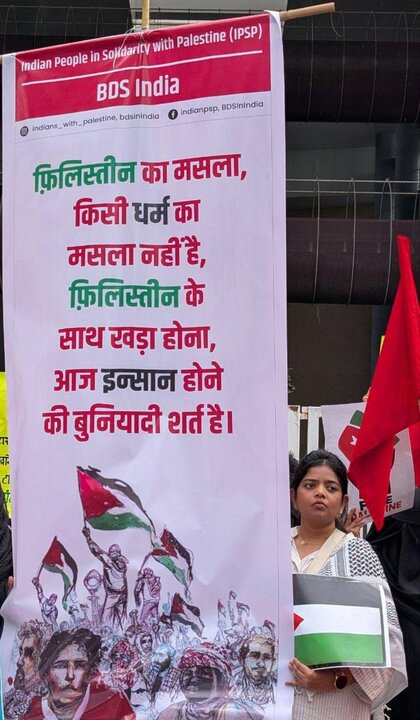 Indian People in Solidarity with Palestine (IPSP)
BDS India
indians_with_palestine, bdsinindia
indianpsp, BDSInIndia
फ़िलिस्तीन का मसला,
किसी धर्म का
मसला नहीं है,
फ़िलिस्तीन के
साथ खड़ा होना,
आज इन्सान होने
की बुनियादी शर्त है।
PALESTINE